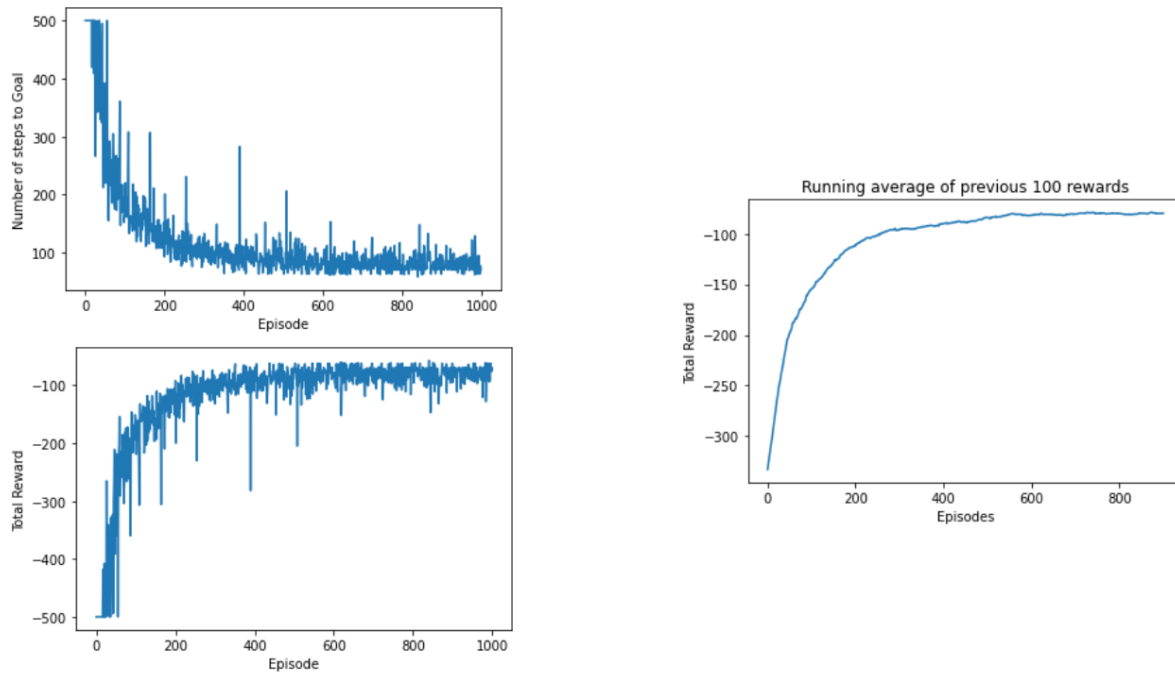 500
400
300
200
100
Number of steps to Goal
0 200 400 600 800 1000
Episode
−100
−200
−300
−400
−500
Total Reward
0 200 400 600 800 1000
Episode
Running average of previous 100 rewards
−100
−150
−200
−250
−300
Total Reward
0 200 400 600 800
Episodes